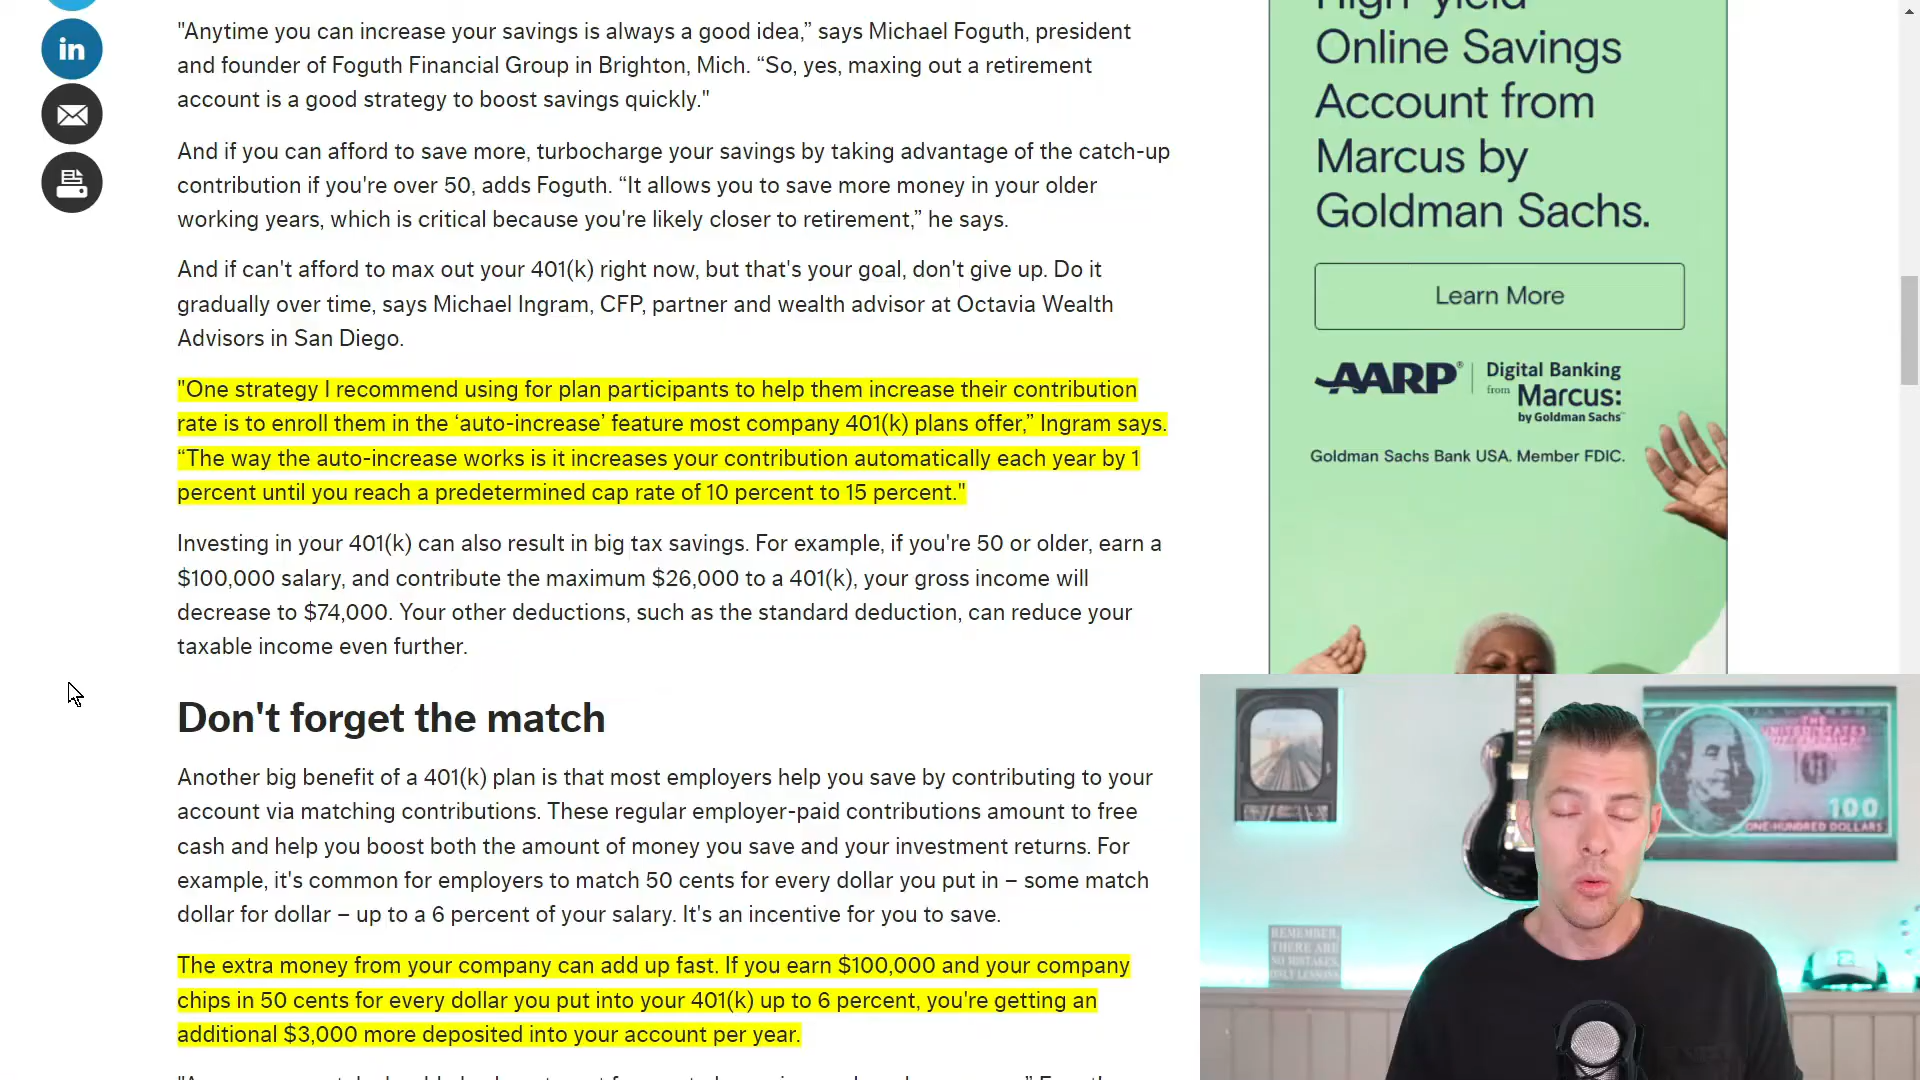 "Anytime you can increase your savings is always a good idea,” says Michael Foguth, president
and founder of Foguth Financial Group in Brighton, Mich. “So, yes, maxing out a retirement
account is a good strategy to boost savings quickly."
And if you can afford to save more, turbocharge your savings by taking advantage of the catch-up
contribution if you're over 50, adds Foguth. “It allows you to save more money in your older
working years, which is critical because you're likely closer to retirement,” he says.
And if can't afford to max out your 401(k) right now, but that's your goal, don't give up. Do it
gradually over time, says Michael Ingram, CFP, partner and wealth advisor at Octavia Wealth
Advisors in San Diego.
"One strategy I recommend using for plan participants to help them increase their contribution
rate is to enroll them in the ‘auto-increase’ feature most company 401(k) plans offer,” Ingram says.
“The way the auto-increase works is it increases your contribution automatically each year by 1
percent until you reach a predetermined cap rate of 10 percent to 15 percent."
Investing in your 401(k) can also result in big tax savings. For example, if you're 50 or older, earn a
$100,000 salary, and contribute the maximum $26,000 to a 401(k), your gross income will
decrease to $74,000. Your other deductions, such as the standard deduction, can reduce your
taxable income even further.
Don't forget the match
Another big benefit of a 401(k) plan is that most employers help you save by contributing to your
account via matching contributions. These regular employer-paid contributions amount to free
cash and help you boost both the amount of money you save and your investment returns. For
example, it's common for employers to match 50 cents for every dollar you put in – some match
dollar for dollar – up to a 6 percent of your salary. It's an incentive for you to save.
The extra money from your company can add up fast. If you earn $100,000 and your company
chips in 50 cents for every dollar you put into your 401(k) up to 6 percent, you're getting an
additional $3,000 more deposited into your account per year.
in
High-yield
Online Savings
Account from
Marcus by
Goldman Sachs.
Learn More
AARP®
Digital Banking
from Marcus:
by Goldman Sachs
Goldman Sachs Bank USA. Member FDIC.
THE
UNITED STATES
100
ONE HUNDRED DOLLARS
REMEMBER,
THERE ARE
NO MISTAKES,
ONLY LESSONS